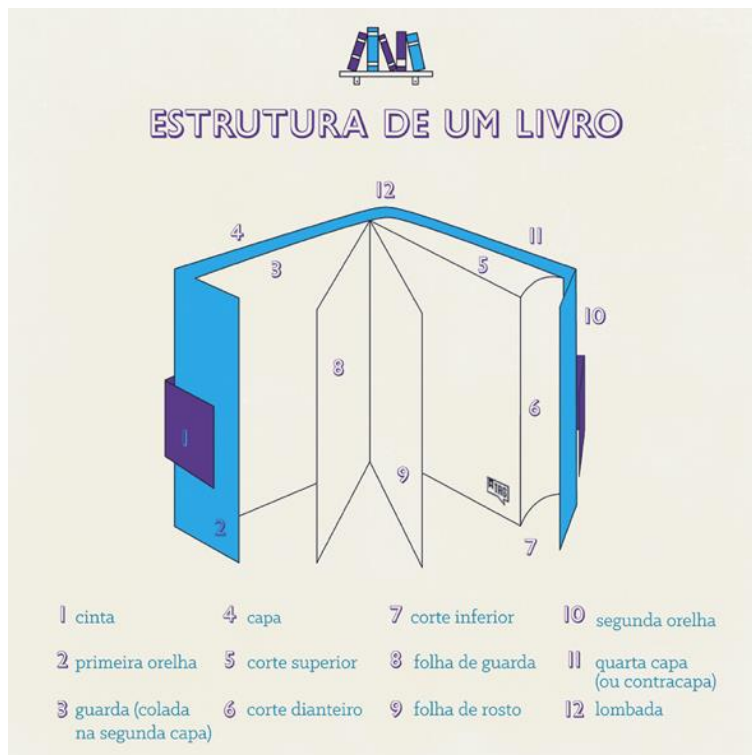 ESTRUTURA DE UM LIVRO
12
4
11
3
5
10
8
6
1
9
TAG
2
7
1 cinta
4 capa
7 corte inferior
10 segunda orelha
2 primeira orelha
5 corte superior
8 folha de guarda
11 quarta capa
(ou contracapa)
3 guarda (colada
na segunda capa)
6 corte dianteiro
9 folha de rosto
12 lombada